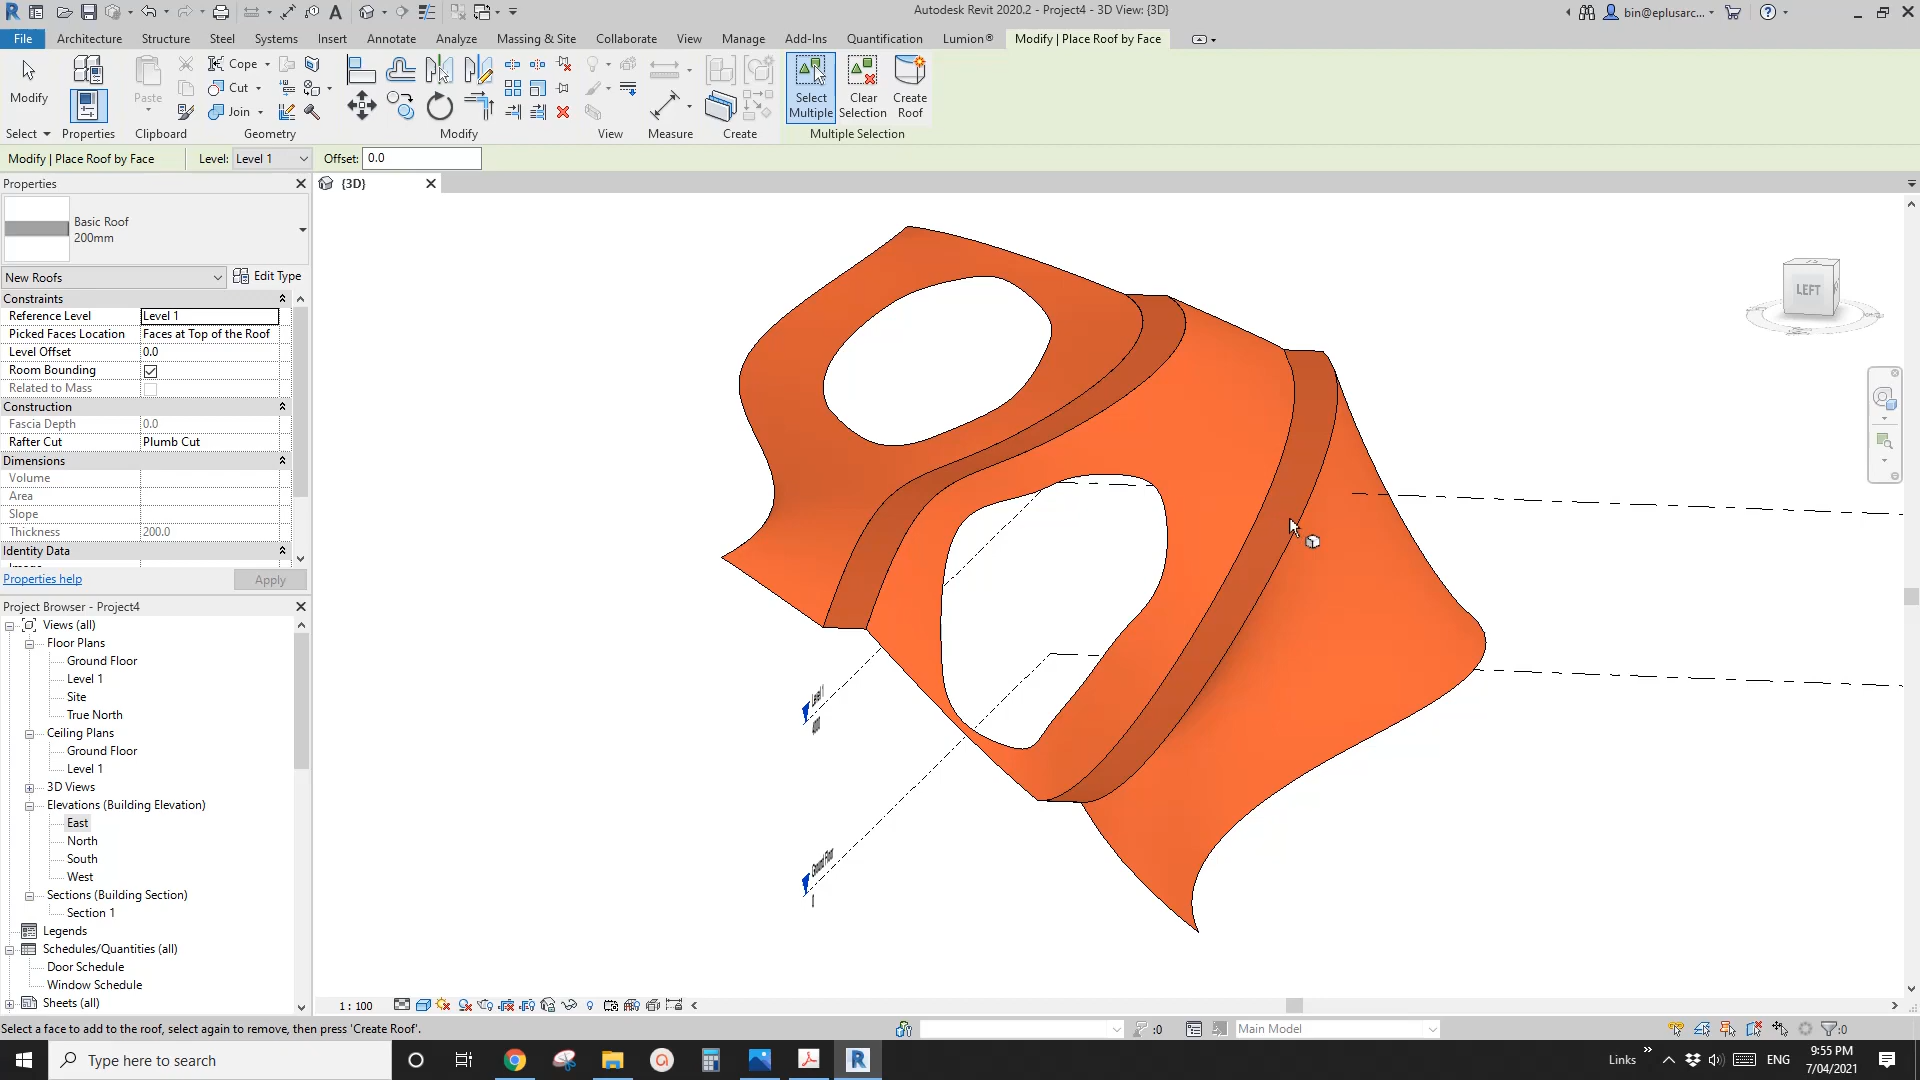 Autodesk Revit 2020.2 - Project4 - 3D View: {3D}
bin@eplusarc...
File Architecture Structure Steel Systems Insert Annotate Analyze Massing & Site Collaborate View Manage Add-Ins Quantification Lumion® Modify | Place Roof by Face
Modify
Paste
Cope
Cut
Join
Select Multiple
Clear Selection
Create Roof
Select Properties Clipboard Geometry Modify View Measure Create Multiple Selection
Modify | Place Roof by Face Level: Level 1 Offset: 0.0
Properties
{3D}
Basic Roof
200mm
New Roofs Edit Type
Constraints
Reference Level Level 1
Picked Faces Location Faces at Top of the Roof
Level Offset 0.0
Room Bounding
Related to Mass
Construction
Fascia Depth 0.0
Rafter Cut Plumb Cut
Dimensions
Volume
Area
Slope
Thickness 200.0
Identity Data
Properties help Apply
Project Browser - Project4
Views (all)
Floor Plans
Ground Floor
Level 1
Site
True North
Ceiling Plans
Ground Floor
Level 1
3D Views
Elevations (Building Elevation)
East
North
South
West
Sections (Building Section)
Section 1
Legends
Schedules/Quantities (all)
Door Schedule
Window Schedule
Sheets (all)
LEFT
Level 1
Ground Floor
1 : 100
Select a face to add to the roof, select again to remove, then press 'Create Roof'.
:0
Main Model
:0
Type here to search
Links
ENG
9:55 PM
7/04/2021